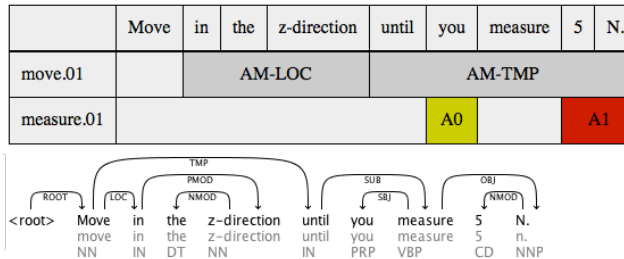 Move in the z-direction until you measure 5 N.
move.01 AM-LOC AM-TMP
measure.01 A0 A1
TMP
PMOD SUB OBJ
ROOT LOC NMOD SBJ NMOD
<root> Move in the z-direction until you measure 5 N.
move in the z-direction until you measure 5 n.
NN IN DT NN IN PRP VBP CD NNP